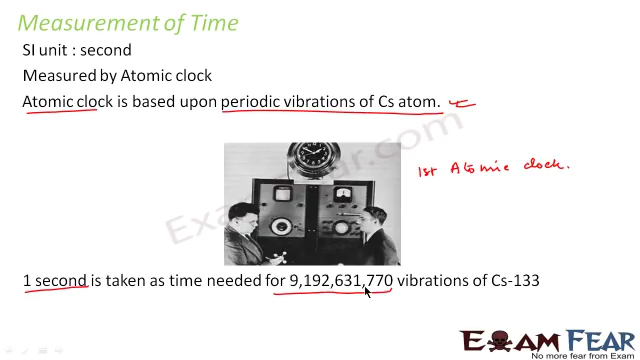 Measurement of Time
SI unit : second
Measured by Atomic clock
Atomic clock is based upon periodic vibrations of Cs atom.
1st Atomic clock.
ExamFear.com
1 second is taken as time needed for 9,192,631,770 vibrations of Cs-133
EXAMFEAR
No more fear from Exam